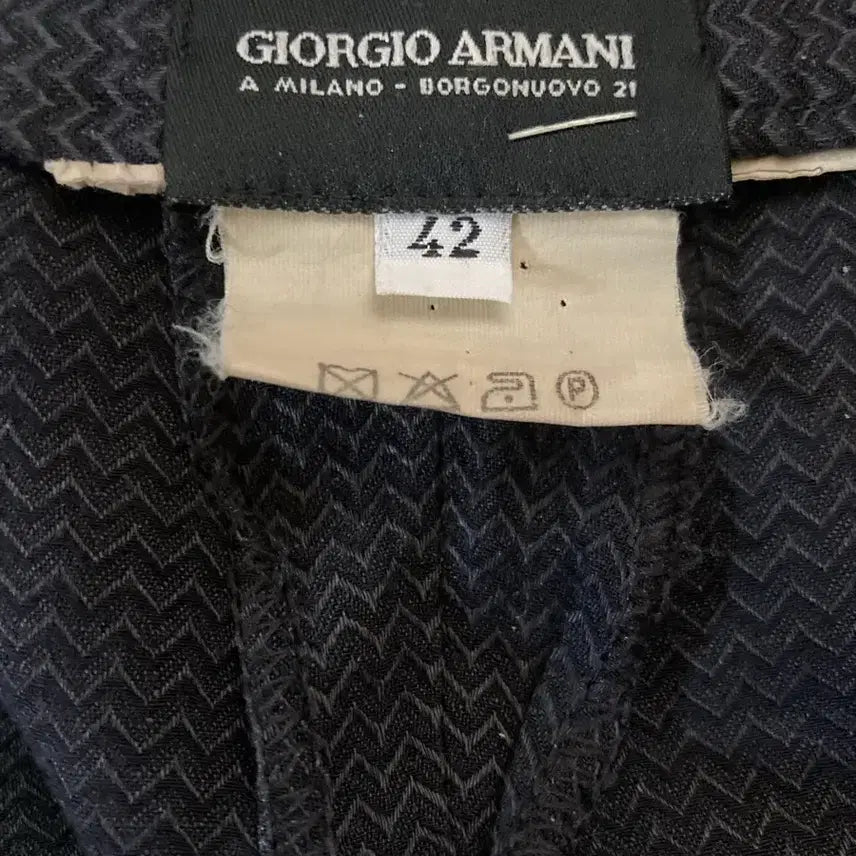 GIORGIO ARMANI
A MILANO - BORGONUOVO 21
42
P